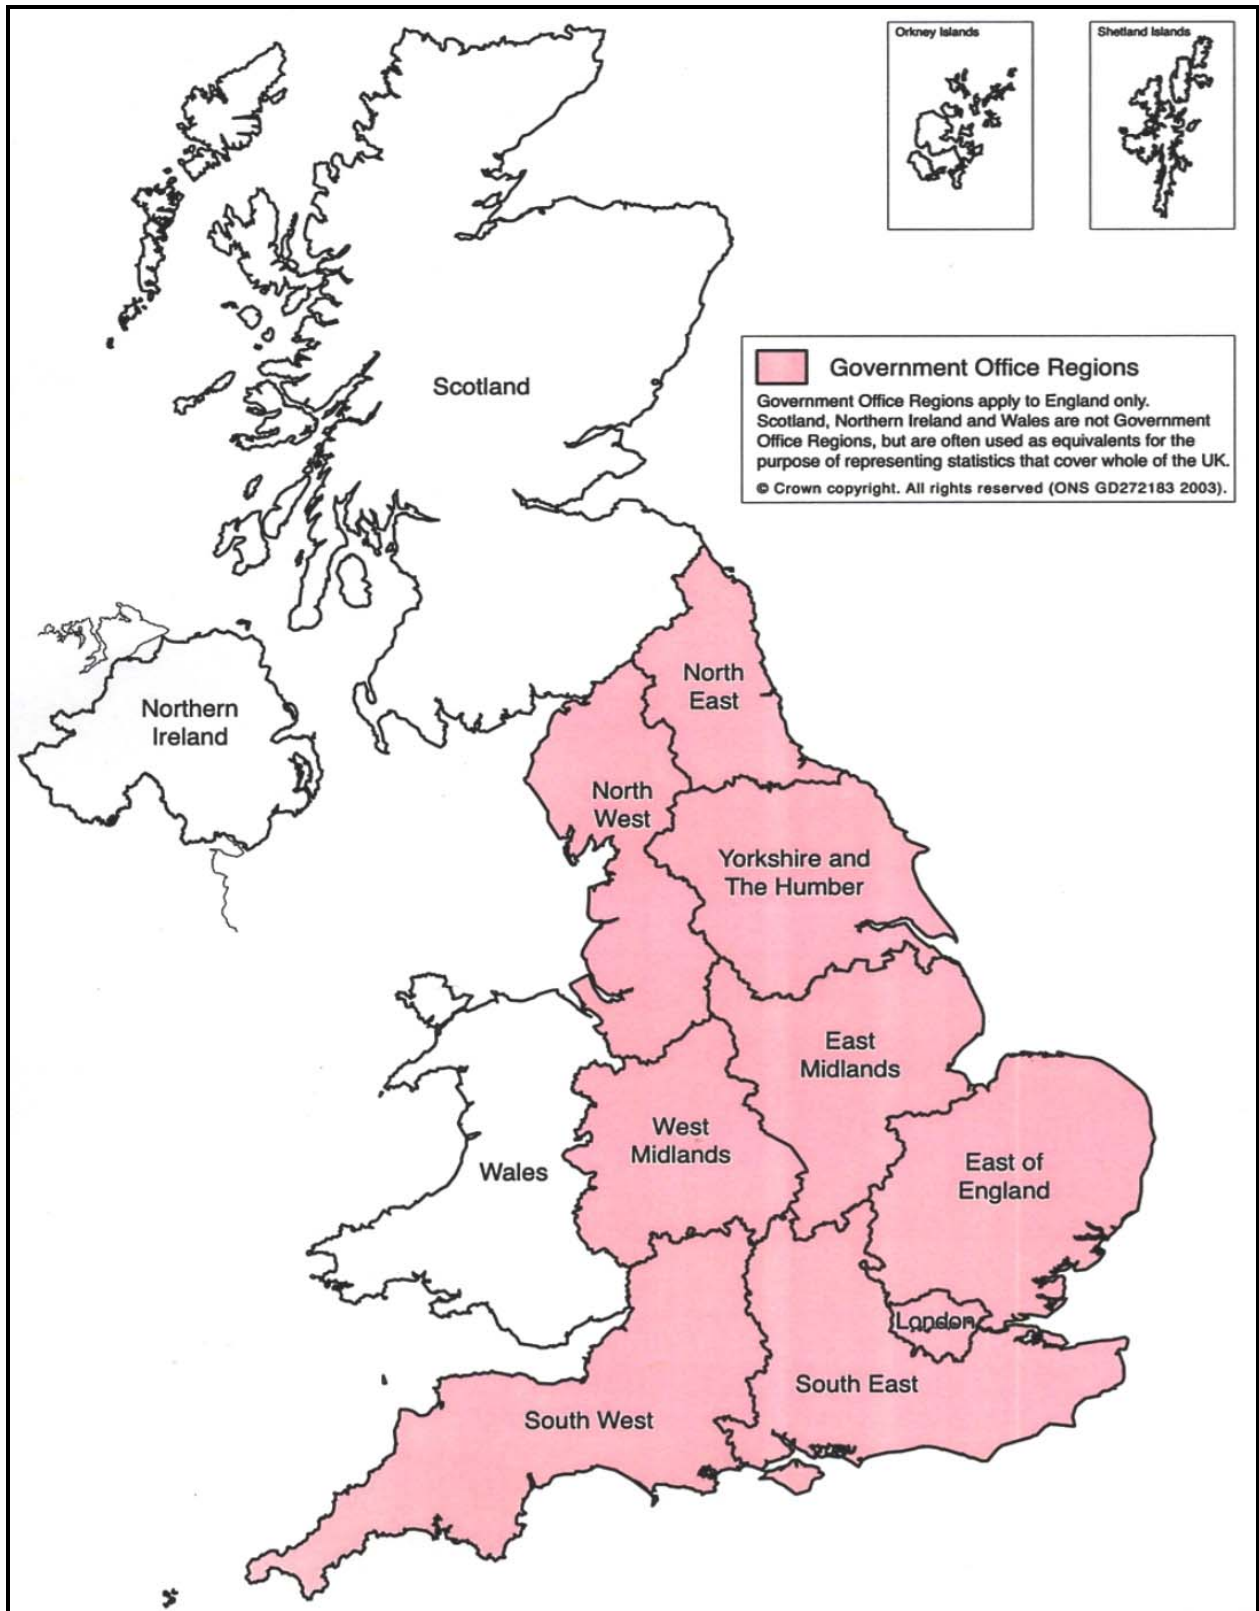 Orkney Islands
Shetland Islands
Government Office Regions
Government Office Regions apply to England only.
Scotland, Northern Ireland and Wales are not Government
Office Regions, but are often used as equivalents for the
purpose of representing statistics that cover whole of the UK.
© Crown copyright. All rights reserved (ONS GD272183 2003).
Scotland
North
East
Northern
Ireland
North
West
Yorkshire and
The Humber
East
Midlands
West
Midlands
Wales
East of
England
London
South East
South West